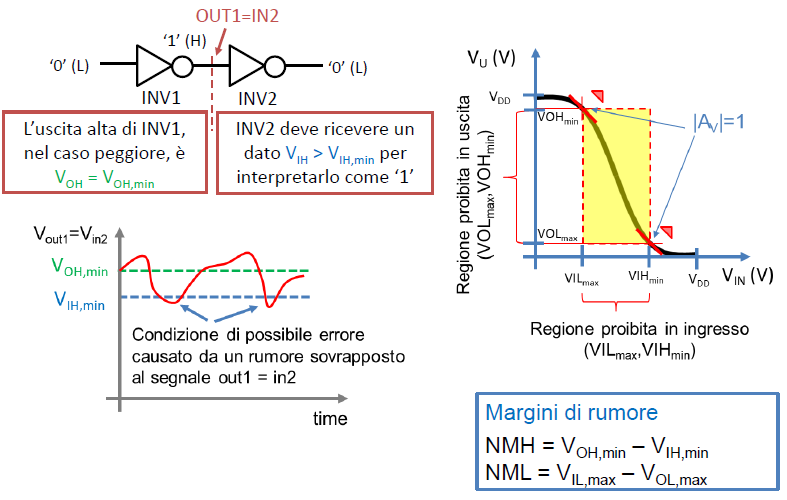 OUT1=IN2
'1' (H)
'0' (L)
'0' (L)
INV1
INV2
L'uscita alta di INV1,
nel caso peggiore, è
VOH = VOH,min
INV2 deve ricevere un
dato VIH > VIH,min per
interpretarlo come '1'
Vout1=Vin2
VOH,min
VIH,min
Condizione di possibile errore
causato da un rumore sovrapposto
al segnale out1 = in2
time
VU (V)
VDD
VOHmin
|AV|=1
Regione proibita in uscita
(VOLmax,VOHmin)
VOLmax
VILmax
VIHmin
VDD
VIN (V)
Regione proibita in ingresso
(VILmax,VIHmin)
Margini di rumore
NMH = VOH,min – VIH,min
NML = VIL,max – VOL,max